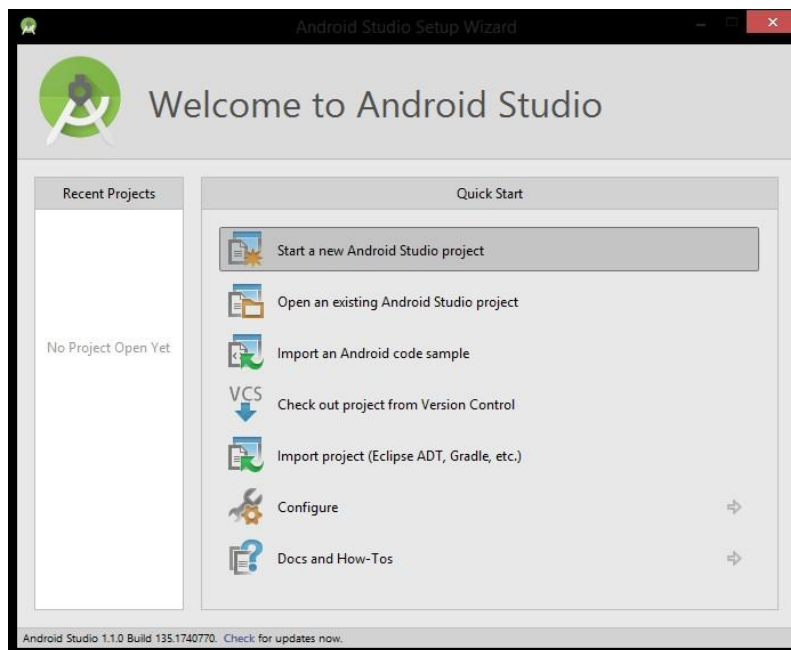 Android Studio Setup Wizard
Welcome to Android Studio
Recent Projects
No Project Open Yet
Quick Start
Start a new Android Studio project
Open an existing Android Studio project
Import an Android code sample
VCS
Check out project from Version Control
Import project (Eclipse ADT, Gradle, etc.)
Configure
Docs and How-Tos
Android Studio 1.1.0 Build 135.1740770. Check for updates now.